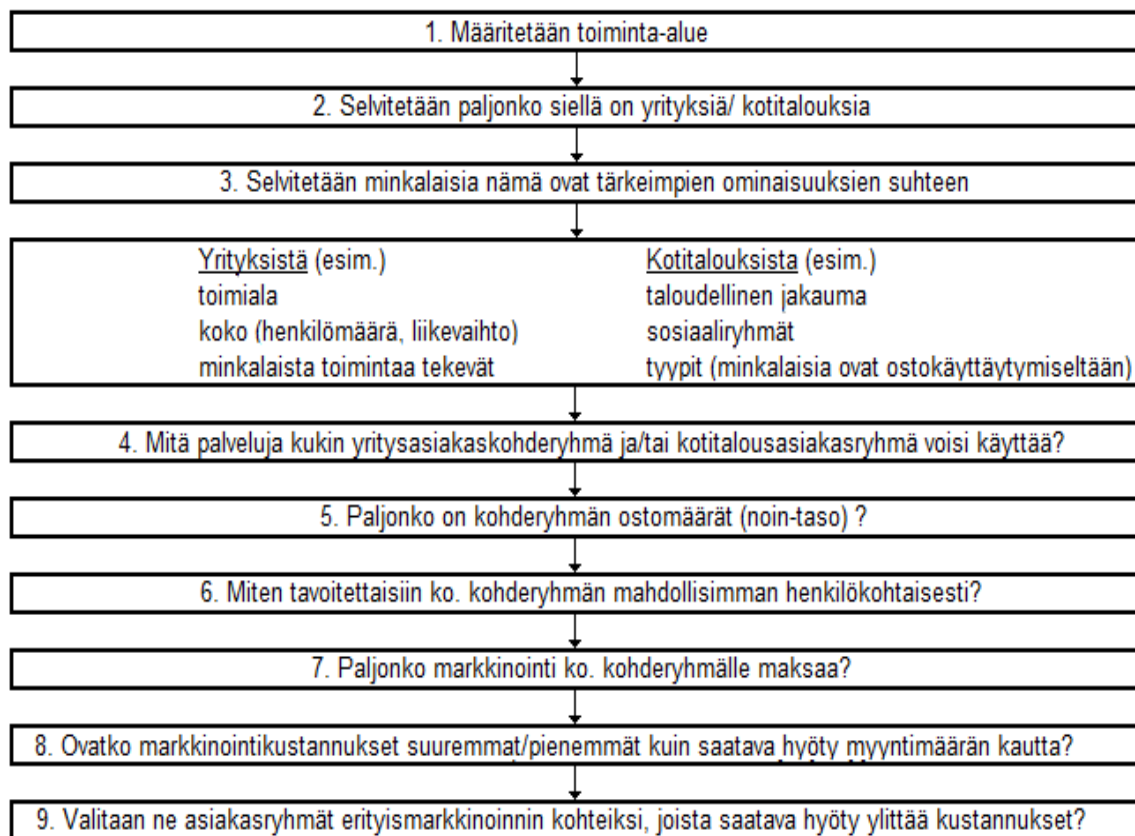 1. Määritetään toiminta-alue
2. Selvitetään paljonko siellä on yrityksiä/ kotitalouksia
3. Selvitetään minkalaisia nämä ovat tärkeimpien ominaisuuksien suhteen
Yrityksistä (esim.)
toimiala
koko (henkilömäärä, liikevaihto)
minkalaista toimintaa tekevät
Kotitalouksista (esim.)
taloudellinen jakauma
sosiaaliryhmät
tyypit (minkalaisia ovat ostokäyttäytymiseltään)
4. Mitä palveluja kukin yritysasiakaskohderyhmä ja/tai kotitalousasiakasryhmä voisi käyttää?
5. Paljonko on kohderyhmän ostomäärät (noin-taso) ?
6. Miten tavoitettaisiin ko. kohderyhmän mahdollisimman henkilökohtaisesti?
7. Paljonko markkinointi ko. kohderyhmälle maksaa?
8. Ovatko markkinointikustannukset suuremmat/pienemmät kuin saatava hyöty myyntimäärän kautta?
9. Valitaan ne asiakasryhmät erityismarkkinoinnin kohteiksi, joista saatava hyöty ylittää kustannukset?